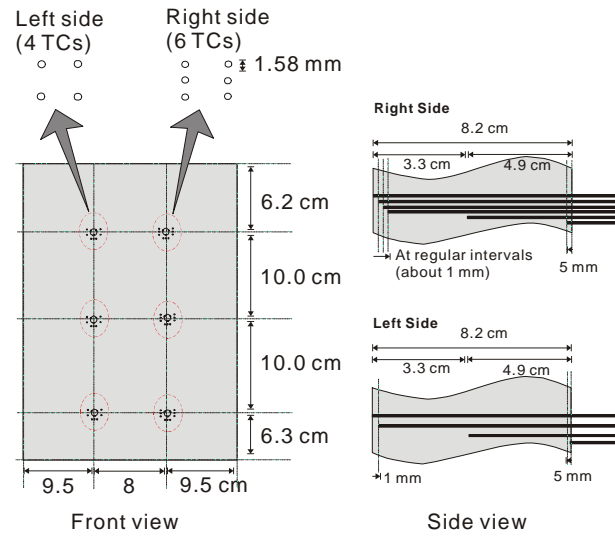 Left side
(4 TCs)
Right side
(6 TCs)
1.58 mm
6.2 cm
10.0 cm
10.0 cm
6.3 cm
9.5
8
9.5 cm
Front view
Right Side
8.2 cm
3.3 cm
4.9 cm
At regular intervals
(about 1 mm)
5 mm
Left Side
8.2 cm
3.3 cm
4.9 cm
1 mm
5 mm
Side view